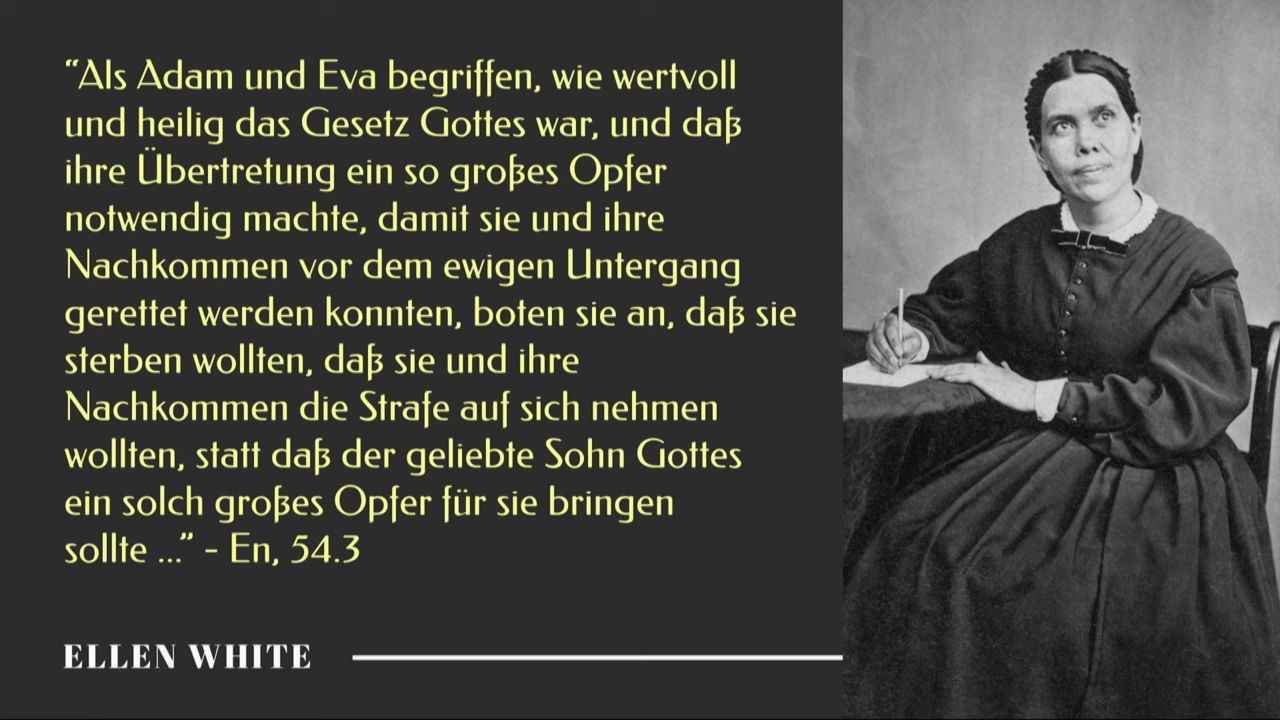 “Als Adam und Eva begriffen, wie wertvoll
und heilig das Gesetz Gottes war, und daß
ihre Übertretung ein so großes Opfer
notwendig machte, damit sie und ihre
Nachkommen vor dem ewigen Untergang
gerettet werden konnten, boten sie an, daß sie
sterben wollten, daß sie und ihre
Nachkommen die Strafe auf sich nehmen
wollten, statt daß der geliebte Sohn Gottes
ein solch großes Opfer für sie bringen
sollte ...” - En, 54.3
ELLEN WHITE